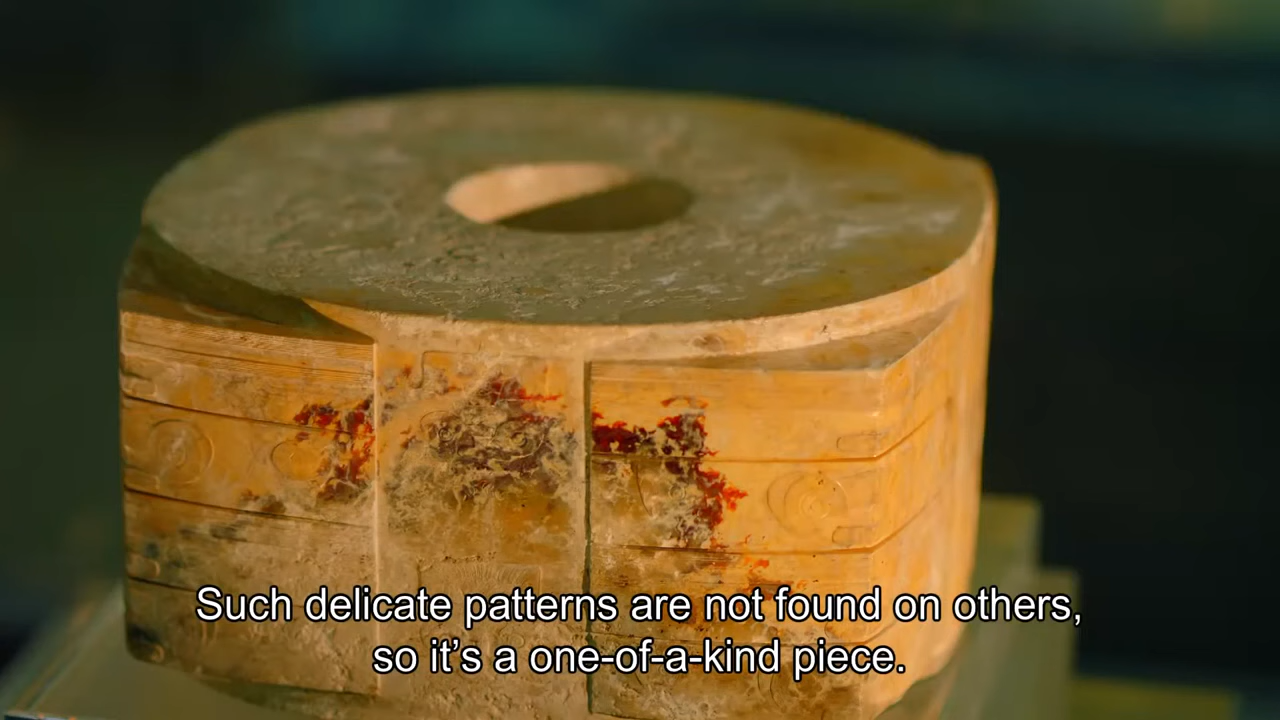 Such delicate patterns are not found on others,
so it’s a one-of-a-kind piece.